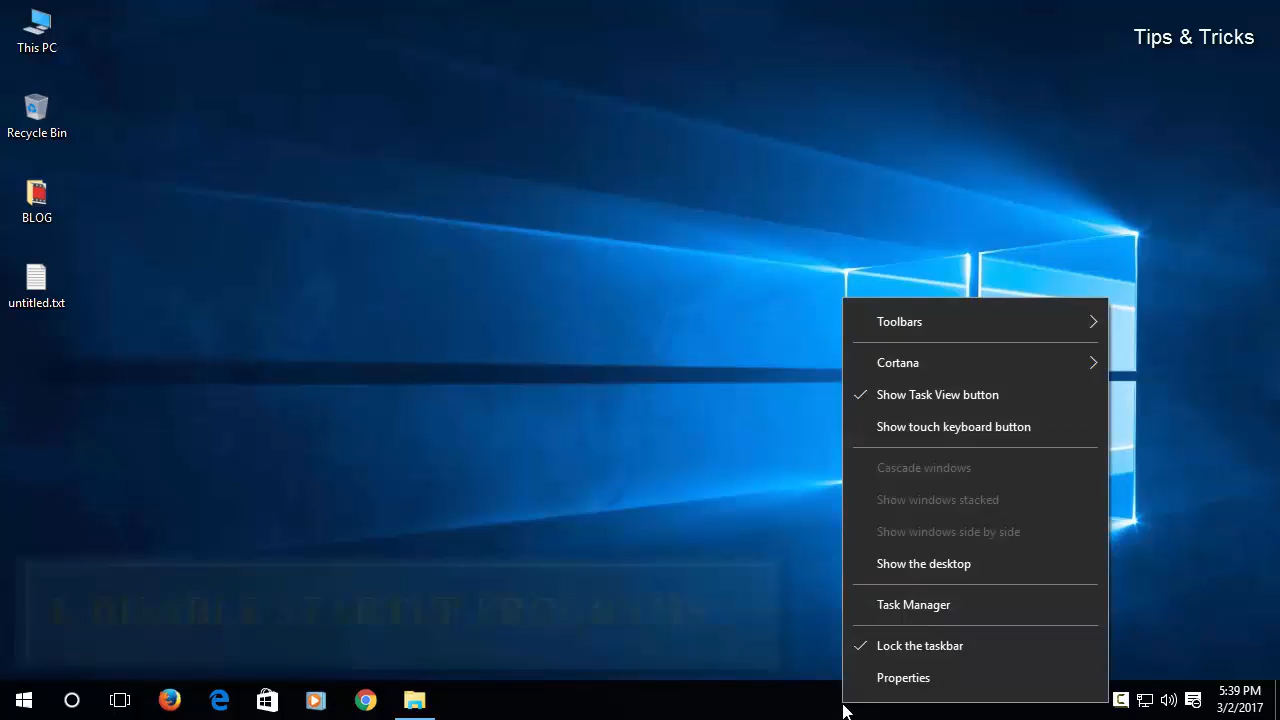 This PC
Tips & Tricks
Recycle Bin
BLOG
untitled.txt
Toolbars
Cortana
Show Task View button
Show touch keyboard button
Cascade windows
Show windows stacked
Show windows side by side
Show the desktop
Task Manager
Lock the taskbar
Properties
5:39 PM
3/2/2017